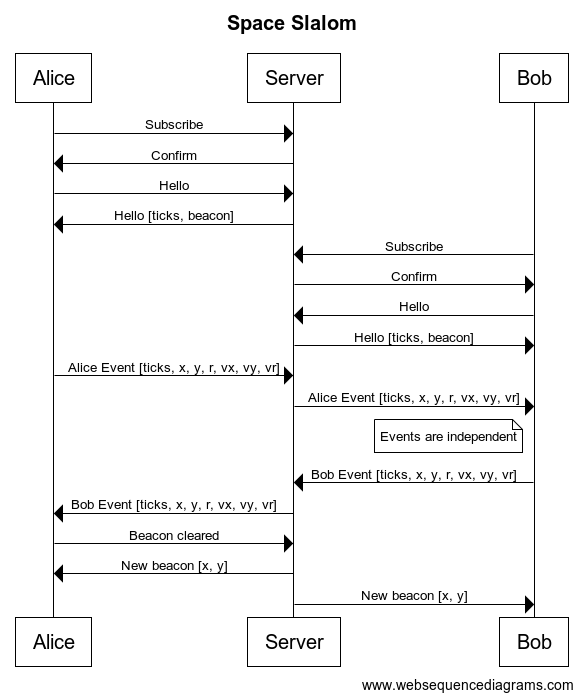 Space Slalom
Alice Server Bob
Subscribe
Confirm
Hello
Hello [ticks, beacon]
Subscribe
Confirm
Hello
Hello [ticks, beacon]
Alice Event [ticks, x, y, r, vx, vy, vr]
Alice Event [ticks, x, y, r, vx, vy, vr]
Events are independent
Bob Event [ticks, x, y, r, vx, vy, vr]
Bob Event [ticks, x, y, r, vx, vy, vr]
Beacon cleared
New beacon [x, y]
New beacon [x, y]
Alice Server Bob
www.websequencediagrams.com